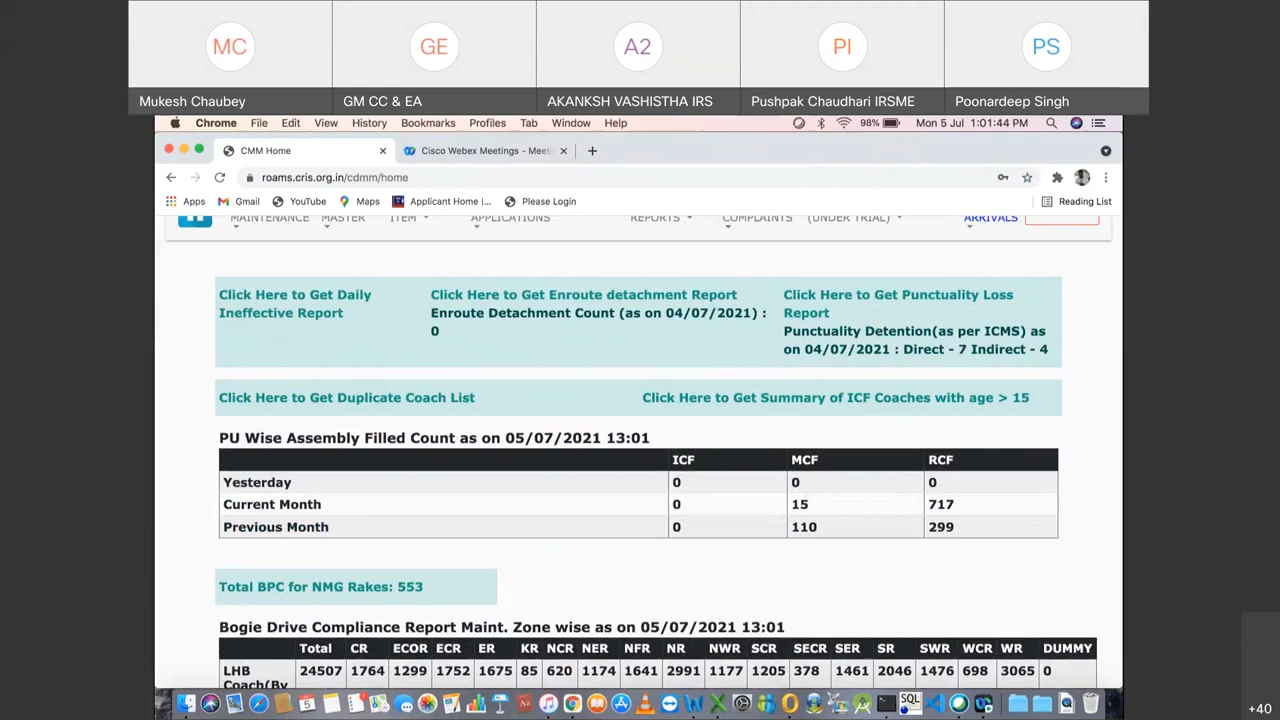 MC GE A2 PI PS
Mukesh Chaubey GM CC & EA AKANKSH VASHISTHA IRS Pushpak Chaudhari IRSME Poonardeep Singh
Chrome File Edit View History Bookmarks Profiles Tab Window Help 98% Mon 5 Jul 1:01:44 PM
CMM Home Cisco Webex Meetings - Meeti
roams.cris.org.in/cdmm/home
Apps Gmail YouTube Maps Applicant Home |... Please Login Reading List
MAINTENANCE MASTER ITEM APPLICATIONS REPORTS COMPLAINTS (UNDER TRIAL) ARRIVALS
Click Here to Get Daily
Ineffective Report
Click Here to Get Enroute detachment Report
Enroute Detachment Count (as on 04/07/2021) :
0
Click Here to Get Punctuality Loss
Report
Punctuality Detention(as per ICMS) as
on 04/07/2021 : Direct - 7 Indirect - 4
Click Here to Get Duplicate Coach List Click Here to Get Summary of ICF Coaches with age > 15
PU Wise Assembly Filled Count as on 05/07/2021 13:01
ICF MCF RCF
Yesterday 0 0 0
Current Month 0 15 717
Previous Month 0 110 299
Total BPC for NMG Rakes: 553
Bogie Drive Compliance Report Maint. Zone wise as on 05/07/2021 13:01
Total CR ECOR ECR ER KR NCR NER NFR NR NWR SCR SECR SER SR SWR WCR WR DUMMY
LHB 24507 1764 1299 1752 1675 85 620 1174 1641 2991 1177 1205 378 1461 2046 1476 698 3065 0
Coach(By
SQL
+40